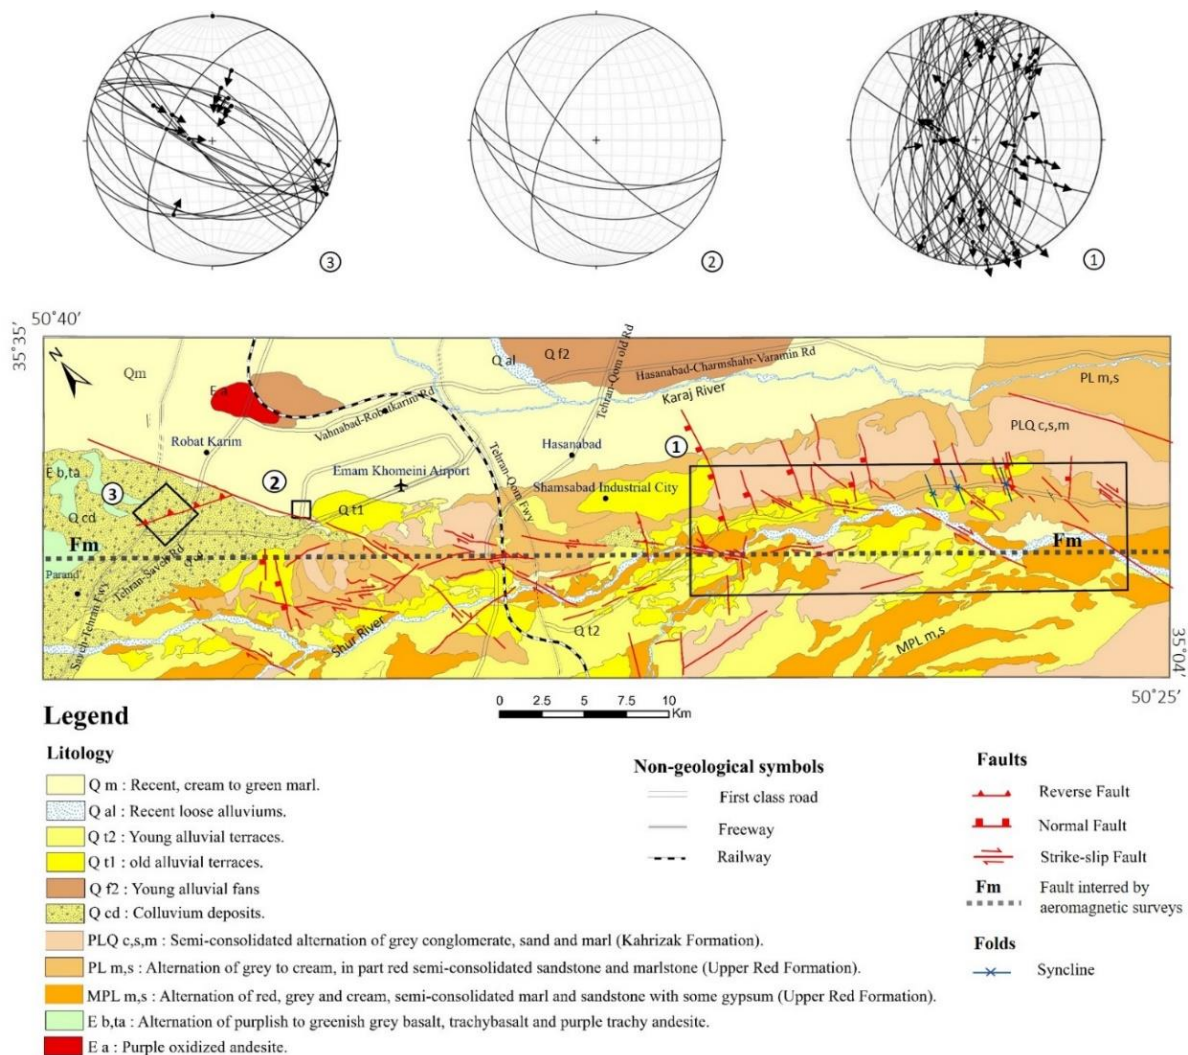 ③
②
①
50°40′
35°35′
N
Qm
Q al
Q f2
Tehran-Qom old Rd
Hasanabad-Charmshahr-Varamin Rd
Karaj River
PL m,s
E a
Vahnabad-Robatkarim Rd
Robat Karim
Hasanabad
①
PLQ c,s,m
E b,ta
③
②
Emam Khomeini Airport
Tehran-Qom Fwy
Shamsabad Industrial City
Q cd
Q t1
Fm
Fm
Parand
Tehran-Saveh Rd
Saveh-Tehran Fwy
Shur River
Q t2
MPL m,s
35°04′
50°25′
0 2.5 5 7.5 10
Km
Legend
Litology
Q m : Recent, cream to green marl.
Q al : Recent loose alluviums.
Q t2 : Young alluvial terraces.
Q t1 : old alluvial terraces.
Q f2 : Young alluvial fans
Q cd : Colluvium deposits.
PLQ c,s,m : Semi-consolidated alternation of grey conglomerate, sand and marl (Kahrizak Formation).
PL m,s : Alternation of grey to cream, in part red semi-consolidated sandstone and marlstone (Upper Red Formation).
MPL m,s : Alternation of red, grey and cream, semi-consolidated marl and sandstone with some gypsum (Upper Red Formation).
E b,ta : Alternation of purplish to greenish grey basalt, trachybasalt and purple trachy andesite.
E a : Purple oxidized andesite.
Non-geological symbols
First class road
Freeway
Railway
Faults
Reverse Fault
Normal Fault
Strike-slip Fault
Fm Fault interred by
aeromagnetic surveys
Folds
Syncline